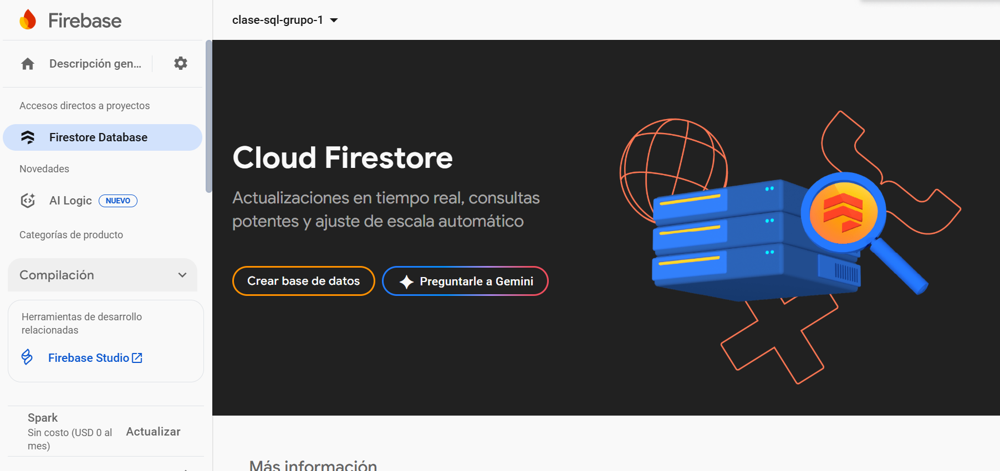 Firebase
clase-sql-grupo-1
Descripción gen...
Accesos directos a proyectos
Firestore Database
Novedades
AI Logic NUEVO
Categorías de producto
Compilación
Herramientas de desarrollo
relacionadas
Firebase Studio
Spark
Sin costo (USD 0 al
mes)
Actualizar
Cloud Firestore
Actualizaciones en tiempo real, consultas
potentes y ajuste de escala automático
Crear base de datos
Preguntarle a Gemini
Más información